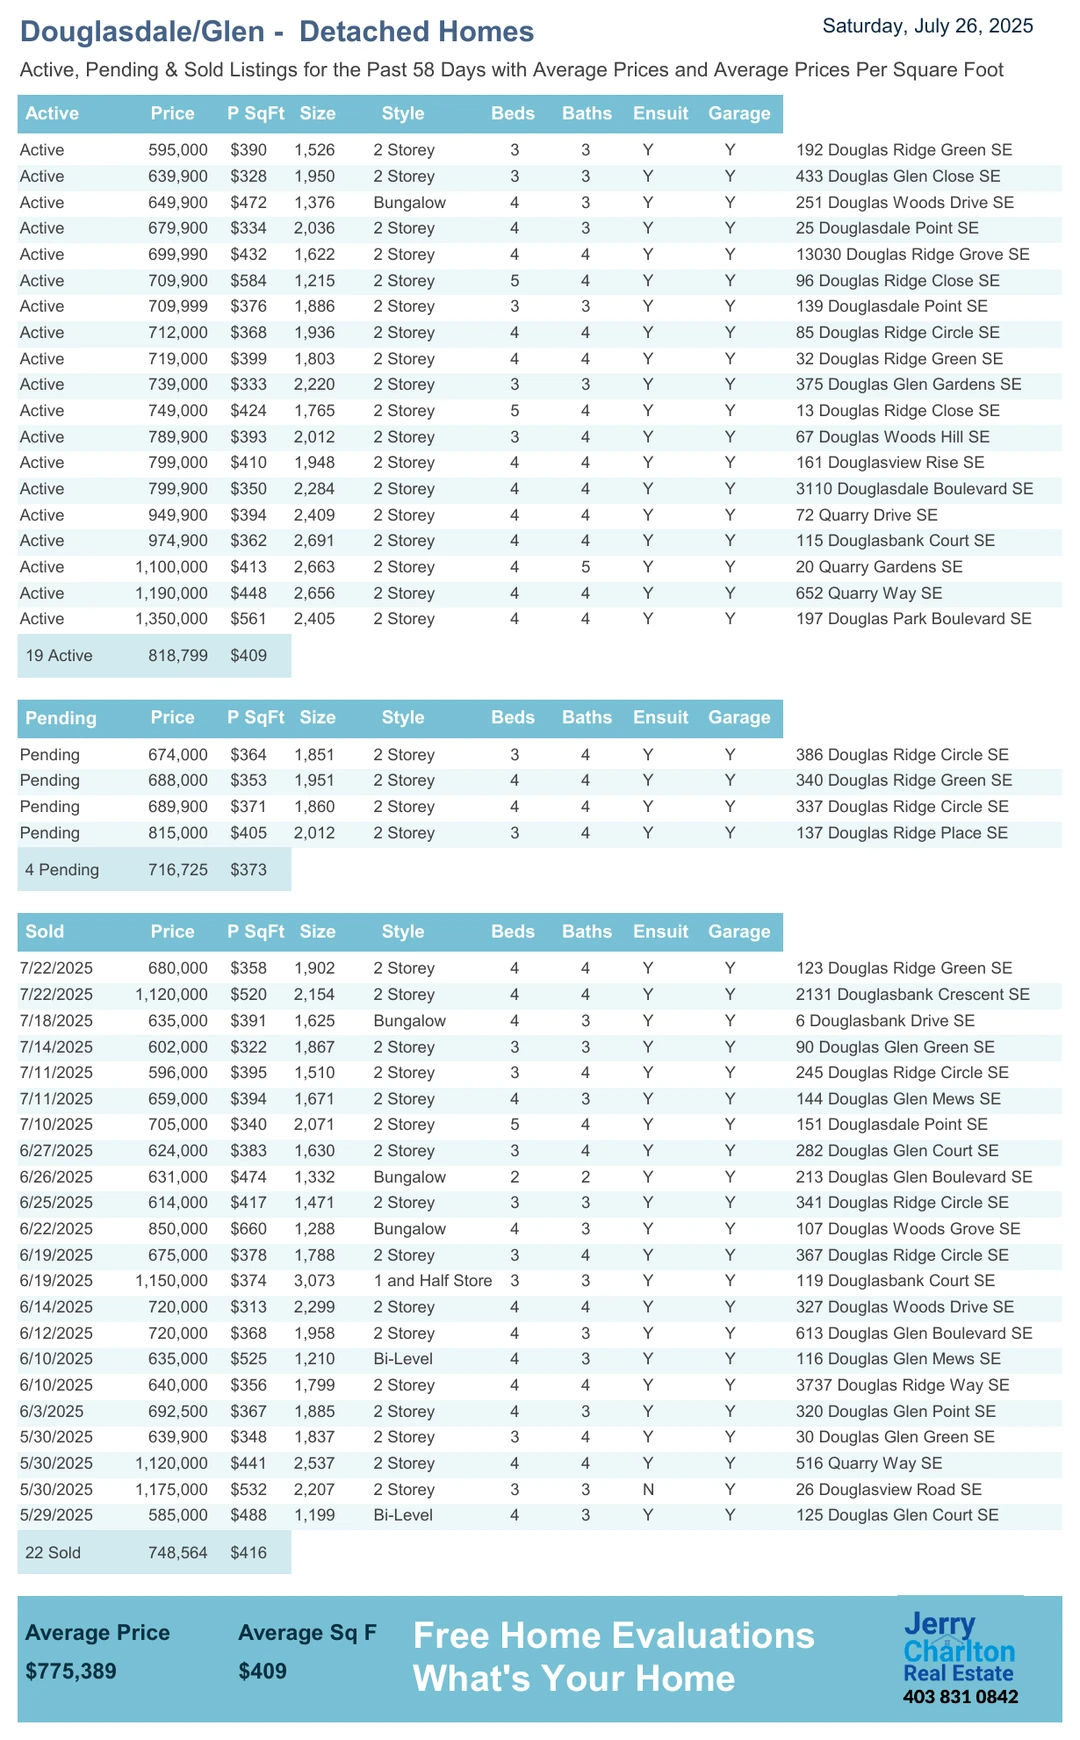 Douglasdale/Glen - Detached Homes
Saturday, July 26, 2025
Active, Pending & Sold Listings for the Past 58 Days with Average Prices and Average Prices Per Square Foot
Active Price P SqFt Size Style Beds Baths Ensuit Garage
Active 595,000 $390 1,526 2 Storey 3 3 Y Y 192 Douglas Ridge Green SE
Active 639,900 $328 1,950 2 Storey 3 3 Y Y 433 Douglas Glen Close SE
Active 649,900 $472 1,376 Bungalow 4 3 Y Y 251 Douglas Woods Drive SE
Active 679,900 $334 2,036 2 Storey 4 3 Y Y 25 Douglasdale Point SE
Active 699,990 $432 1,622 2 Storey 4 4 Y Y 13030 Douglas Ridge Grove SE
Active 709,900 $584 1,215 2 Storey 5 4 Y Y 96 Douglas Ridge Close SE
Active 709,999 $376 1,886 2 Storey 3 3 Y Y 139 Douglasdale Point SE
Active 712,000 $368 1,936 2 Storey 4 4 Y Y 85 Douglas Ridge Circle SE
Active 719,000 $399 1,803 2 Storey 4 4 Y Y 32 Douglas Ridge Green SE
Active 739,000 $333 2,220 2 Storey 3 3 Y Y 375 Douglas Glen Gardens SE
Active 749,000 $424 1,765 2 Storey 5 4 Y Y 13 Douglas Ridge Close SE
Active 789,900 $393 2,012 2 Storey 3 4 Y Y 67 Douglas Woods Hill SE
Active 799,000 $410 1,948 2 Storey 4 4 Y Y 161 Douglasview Rise SE
Active 799,900 $350 2,284 2 Storey 4 4 Y Y 3110 Douglasdale Boulevard SE
Active 949,900 $394 2,409 2 Storey 4 4 Y Y 72 Quarry Drive SE
Active 974,900 $362 2,691 2 Storey 4 4 Y Y 115 Douglasbank Court SE
Active 1,100,000 $413 2,663 2 Storey 4 5 Y Y 20 Quarry Gardens SE
Active 1,190,000 $448 2,656 2 Storey 4 4 Y Y 652 Quarry Way SE
Active 1,350,000 $561 2,405 2 Storey 4 4 Y Y 197 Douglas Park Boulevard SE
19 Active 818,799 $409
Pending Price P SqFt Size Style Beds Baths Ensuit Garage
Pending 674,000 $364 1,851 2 Storey 3 4 Y Y 386 Douglas Ridge Circle SE
Pending 688,000 $353 1,951 2 Storey 4 4 Y Y 340 Douglas Ridge Green SE
Pending 689,900 $371 1,860 2 Storey 4 4 Y Y 337 Douglas Ridge Circle SE
Pending 815,000 $405 2,012 2 Storey 3 4 Y Y 137 Douglas Ridge Place SE
4 Pending 716,725 $373
Sold Price P SqFt Size Style Beds Baths Ensuit Garage
7/22/2025 680,000 $358 1,902 2 Storey 4 4 Y Y 123 Douglas Ridge Green SE
7/22/2025 1,120,000 $520 2,154 2 Storey 4 4 Y Y 2131 Douglasbank Crescent SE
7/18/2025 635,000 $391 1,625 Bungalow 4 3 Y Y 6 Douglasbank Drive SE
7/14/2025 602,000 $322 1,867 2 Storey 3 3 Y Y 90 Douglas Glen Green SE
7/11/2025 596,000 $395 1,510 2 Storey 3 4 Y Y 245 Douglas Ridge Circle SE
7/11/2025 659,000 $394 1,671 2 Storey 4 3 Y Y 144 Douglas Glen Mews SE
7/10/2025 705,000 $340 2,071 2 Storey 5 4 Y Y 151 Douglasdale Point SE
6/27/2025 624,000 $383 1,630 2 Storey 3 4 Y Y 282 Douglas Glen Court SE
6/26/2025 631,000 $474 1,332 Bungalow 2 2 Y Y 213 Douglas Glen Boulevard SE
6/25/2025 614,000 $417 1,471 2 Storey 3 3 Y Y 341 Douglas Ridge Circle SE
6/22/2025 850,000 $660 1,288 Bungalow 4 3 Y Y 107 Douglas Woods Grove SE
6/19/2025 675,000 $378 1,788 2 Storey 3 4 Y Y 367 Douglas Ridge Circle SE
6/19/2025 1,150,000 $374 3,073 1 and Half Store 3 3 Y Y 119 Douglasbank Court SE
6/14/2025 720,000 $313 2,299 2 Storey 4 4 Y Y 327 Douglas Woods Drive SE
6/12/2025 720,000 $368 1,958 2 Storey 4 3 Y Y 613 Douglas Glen Boulevard SE
6/10/2025 635,000 $525 1,210 Bi-Level 4 3 Y Y 116 Douglas Glen Mews SE
6/10/2025 640,000 $356 1,799 2 Storey 4 4 Y Y 3737 Douglas Ridge Way SE
6/3/2025 692,500 $367 1,885 2 Storey 4 3 Y Y 320 Douglas Glen Point SE
5/30/2025 639,900 $348 1,837 2 Storey 3 4 Y Y 30 Douglas Glen Green SE
5/30/2025 1,120,000 $441 2,537 2 Storey 4 4 Y Y 516 Quarry Way SE
5/30/2025 1,175,000 $532 2,207 2 Storey 3 3 N Y 26 Douglasview Road SE
5/29/2025 585,000 $488 1,199 Bi-Level 4 3 Y Y 125 Douglas Glen Court SE
22 Sold 748,564 $416
Average Price Average Sq F
$775,389 $409
Free Home Evaluations
What's Your Home
Jerry
Charlton
Real Estate
403 831 0842